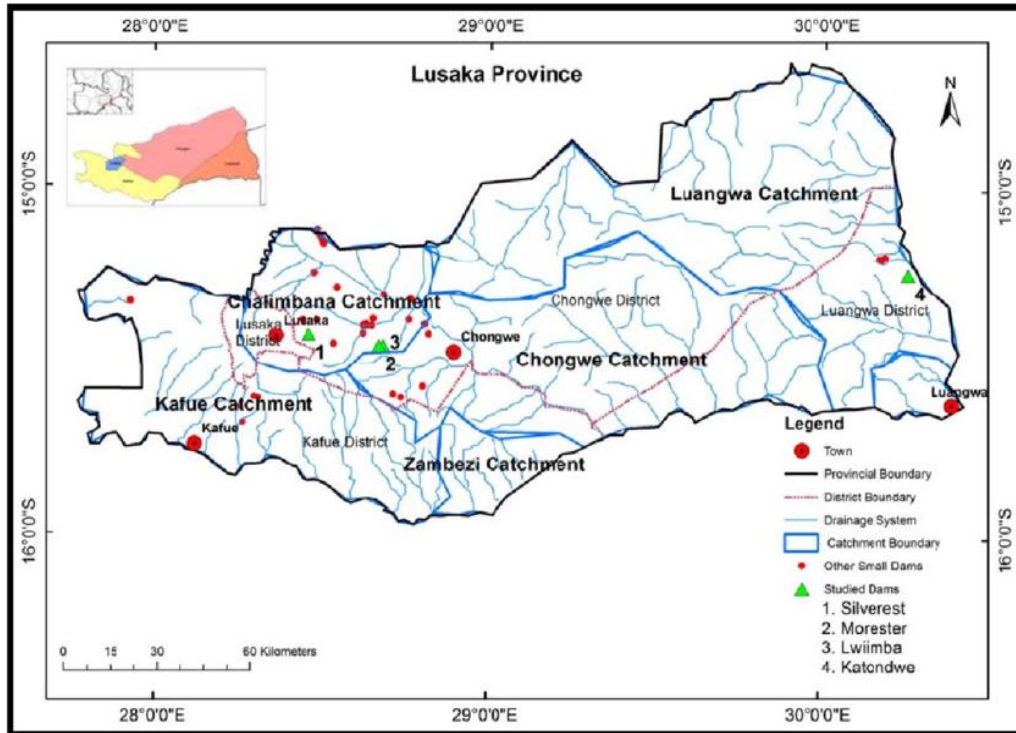 28°0'0"E
29°0'0"E
30°0'0"E
Lusaka Province
N
15°0'0"S
15°0'0"S
Luangwa Catchment
Chalimbana Catchment
Chongwe District
4
Luangwa District
Lusaka
Lusaka
District
1
3
2
Chongwe
Chongwe Catchment
Kafue Catchment
Kafue
Kafue District
Luangwa
Zambezi Catchment
16°0'0"S
16°0'0"S
Legend
Town
Provincial Boundary
District Boundary
Drainage System
Catchment Boundary
Other Small Dams
Studied Dams
1. Silverest
2. Morester
3. Lwiimba
4. Katondwe
0 15 30 60 Kilometers
28°0'0"E
29°0'0"E
30°0'0"E